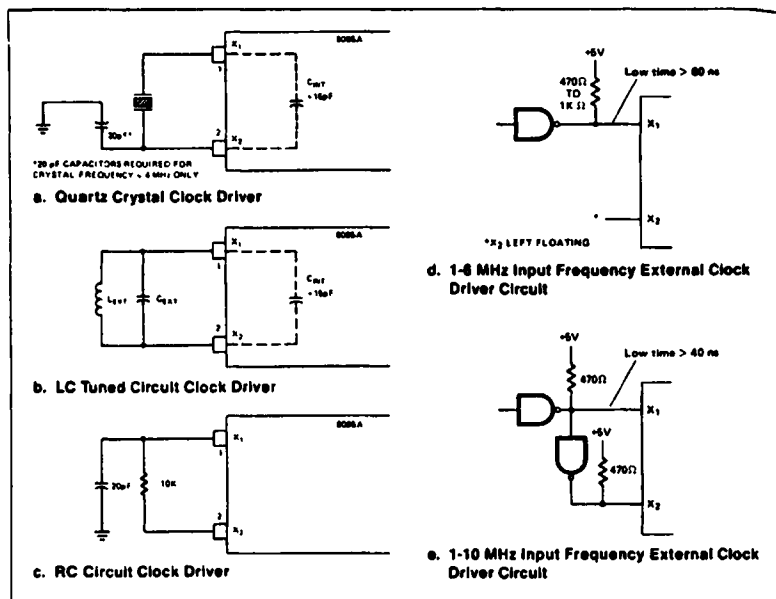 8085A
X1
1
CINT
≈ 15pF
20pF**
2
X2
*20 pF CAPACITORS REQUIRED FOR
CRYSTAL FREQUENCY ≤ 4 MHz ONLY
a. Quartz Crystal Clock Driver
8085A
X1
1
LEXT
CEXT
CINT
≈ 15pF
2
X2
b. LC Tuned Circuit Clock Driver
8085A
X1
1
20pF
10K
2
X2
c. RC Circuit Clock Driver
+5V
470Ω
TO
1K Ω
Low time > 60 ns
X1
*
X2
*X2 LEFT FLOATING
d. 1-6 MHz Input Frequency External Clock
Driver Circuit
+5V
Low time > 40 ns
470Ω
X1
+5V
470Ω
X2
e. 1-10 MHz Input Frequency External Clock
Driver Circuit